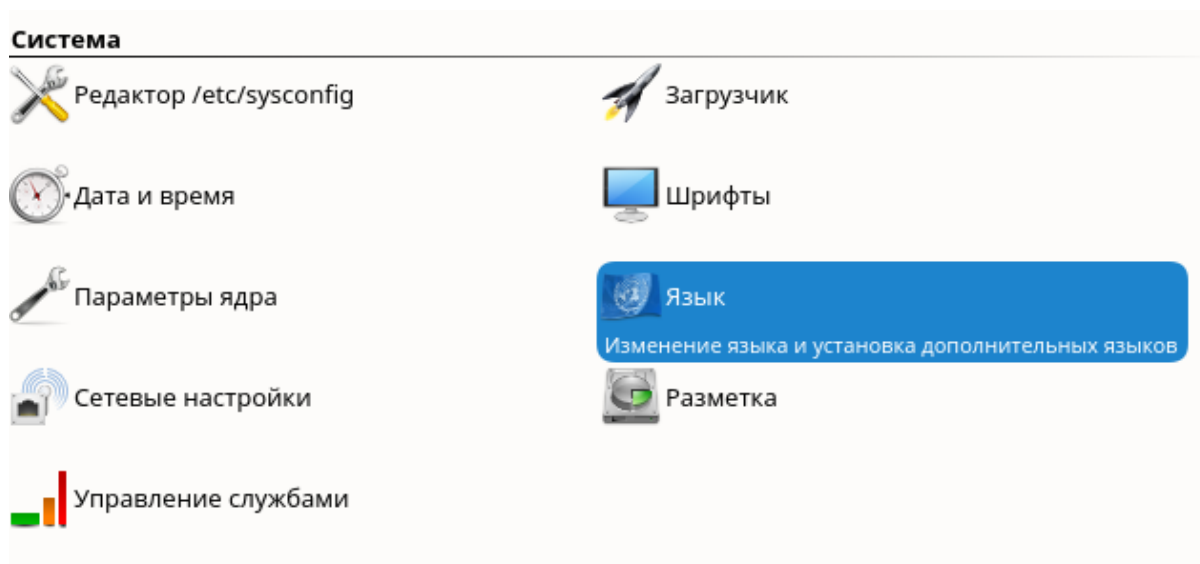 Система
Редактор /etc/sysconfig
Загрузчик
Дата и время
Шрифты
Параметры ядра
Язык
Изменение языка и установка дополнительных языков
Сетевые настройки
Разметка
Управление службами